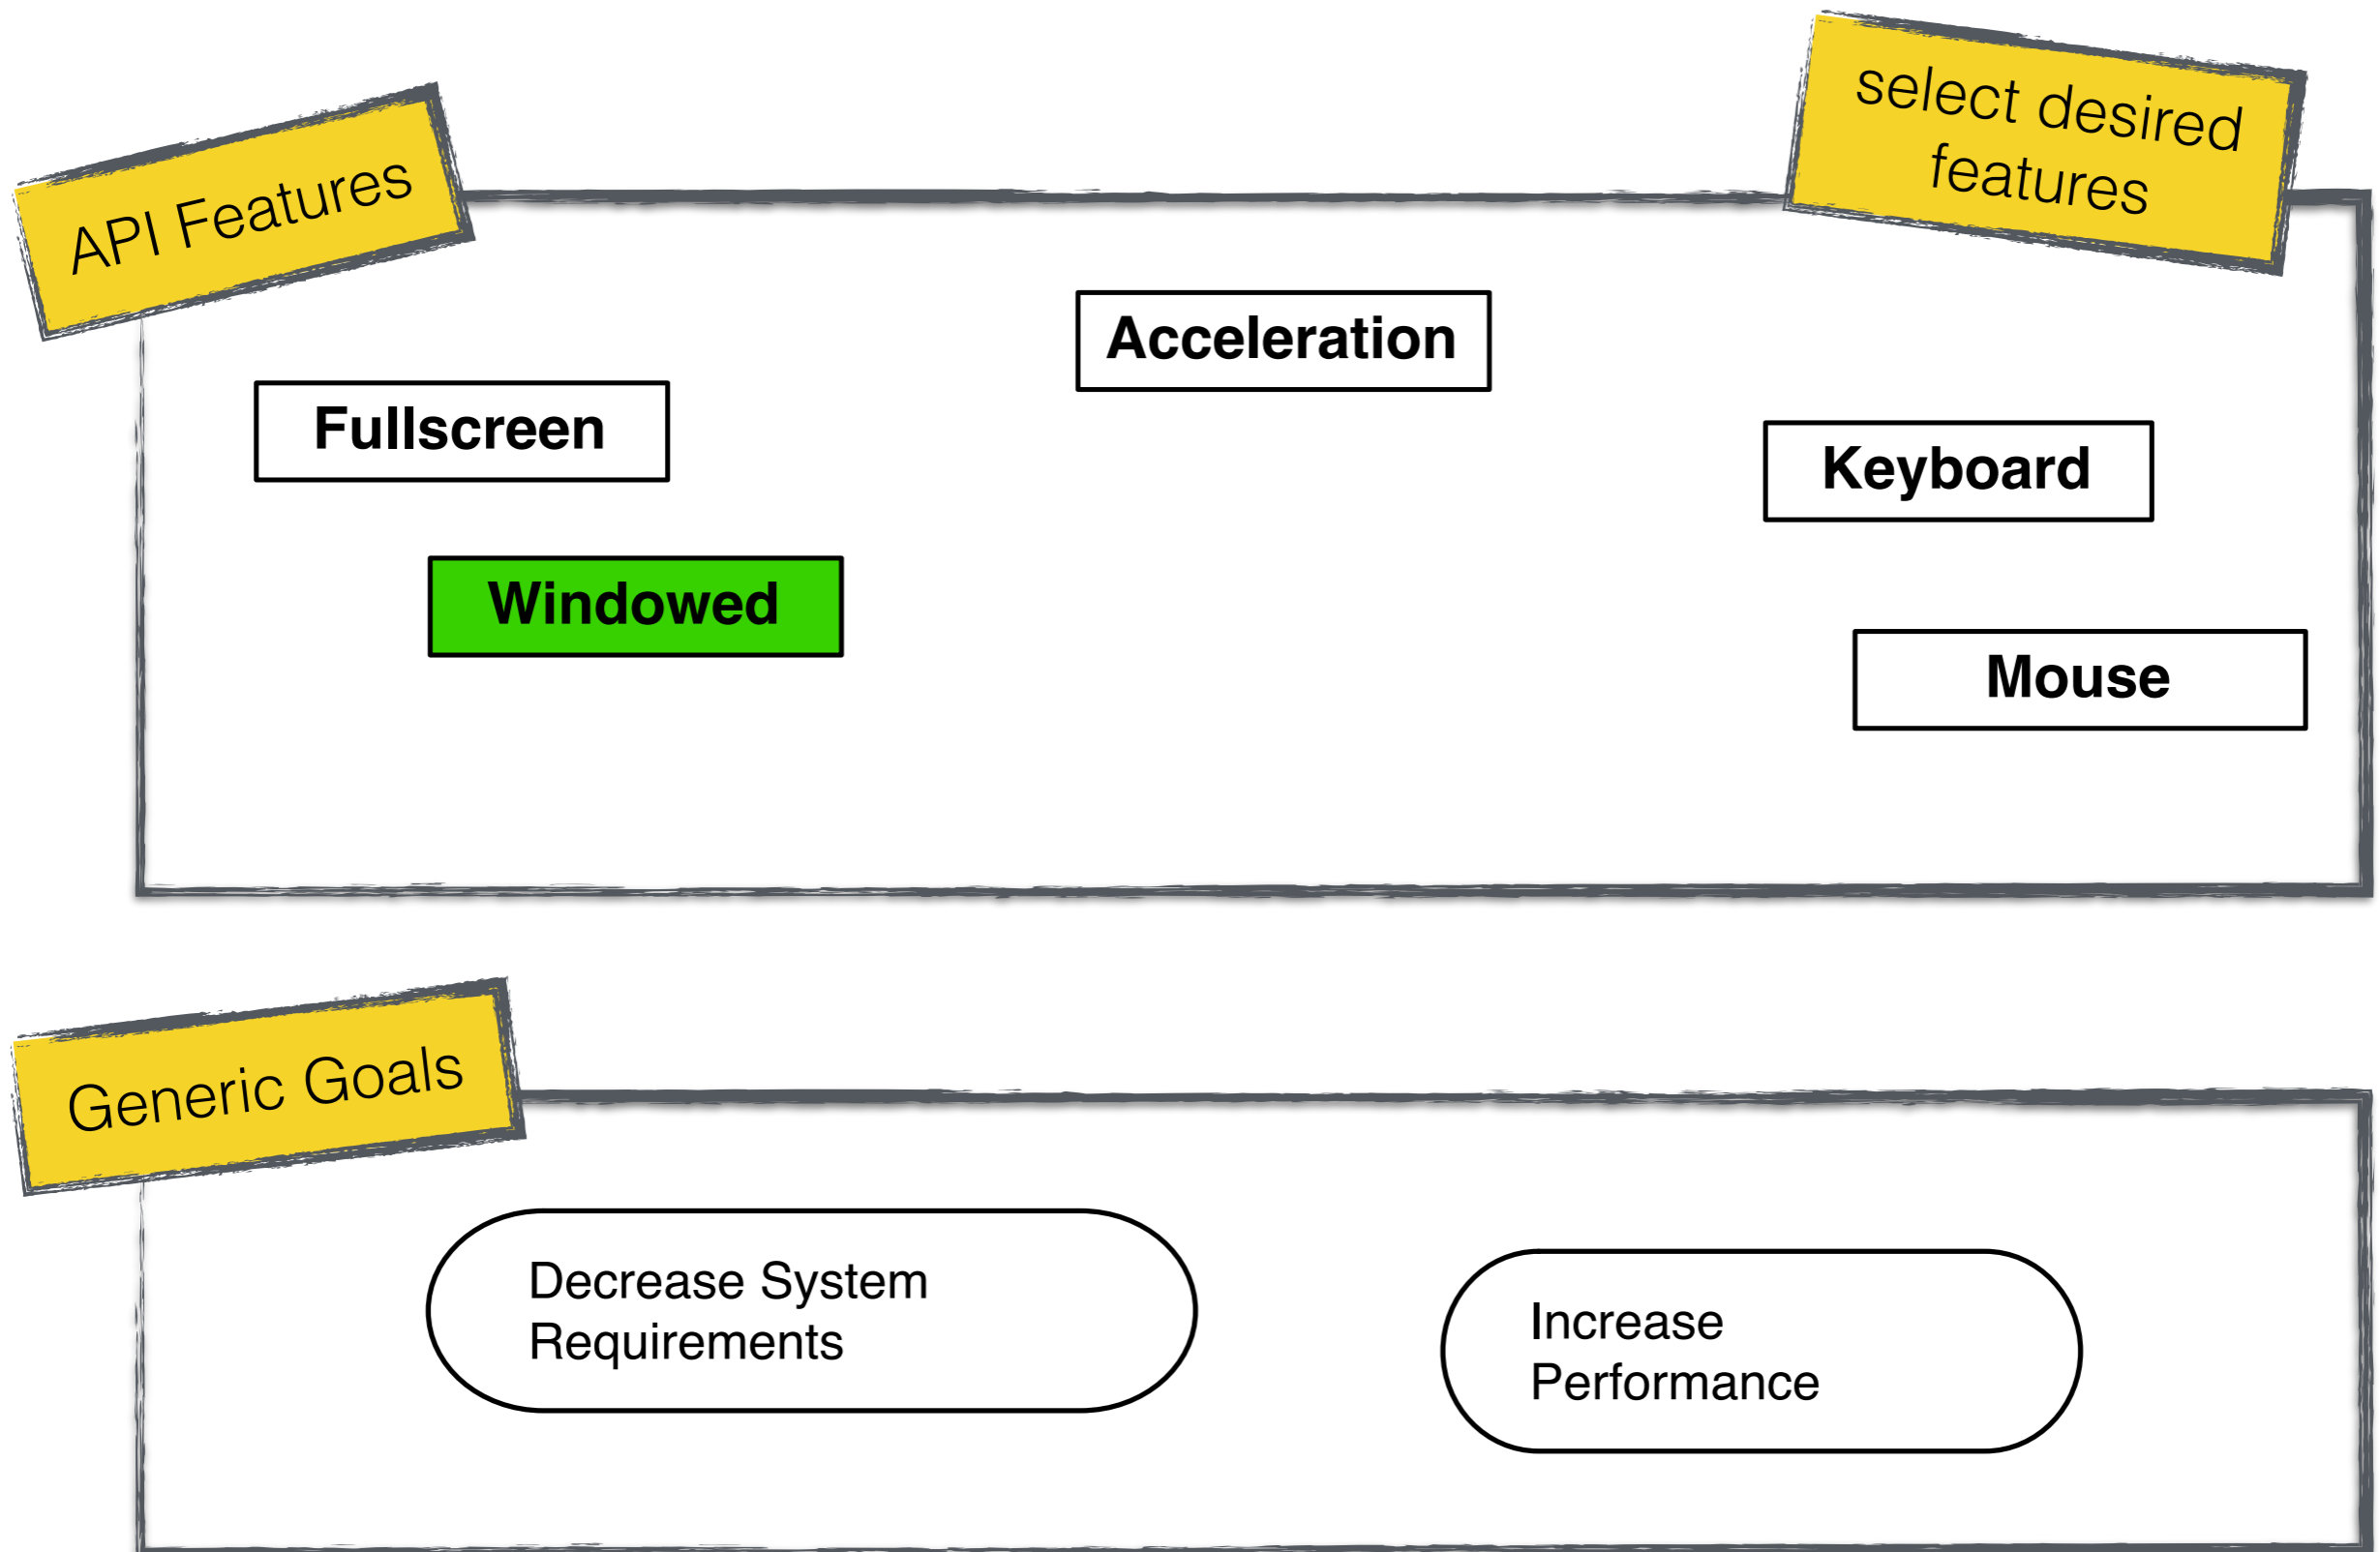 select desired
features
API Features
Acceleration
Fullscreen
Keyboard
Windowed
Mouse
Generic Goals
Decrease System
Requirements
Increase
Performance